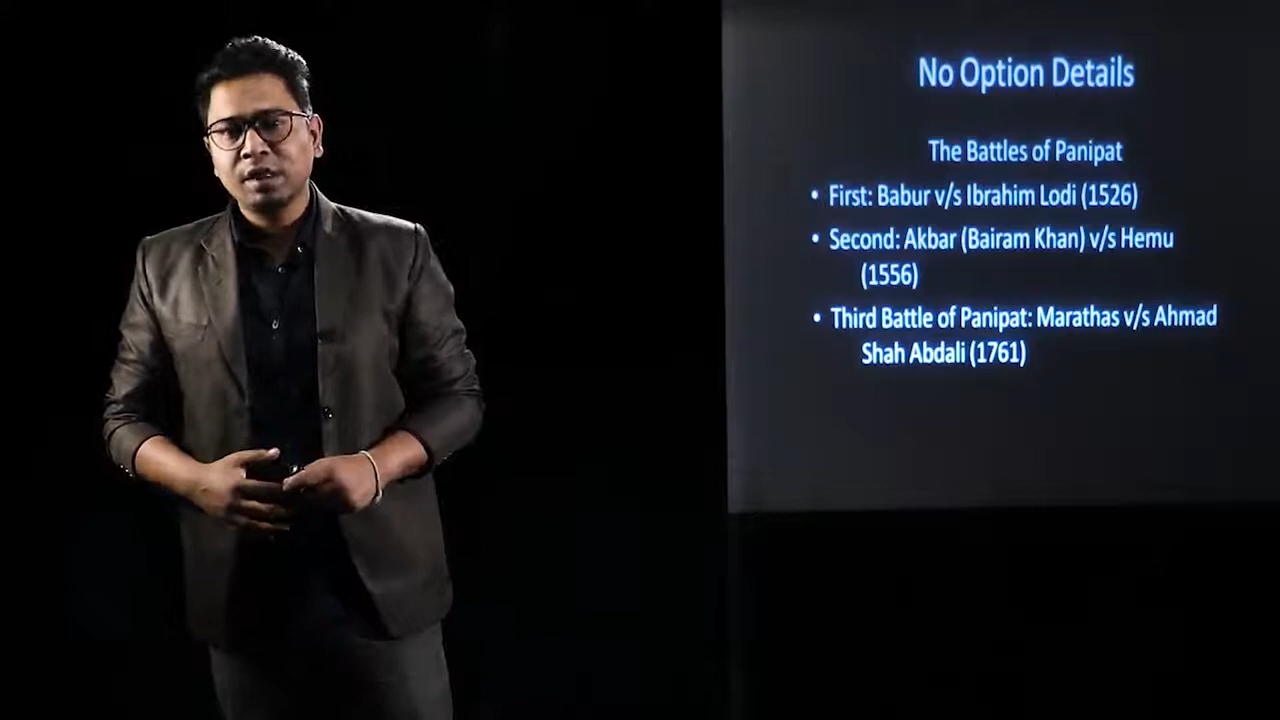 No Option Details
The Battles of Panipat
• First: Babur v/s Ibrahim Lodi (1526)
• Second: Akbar (Bairam Khan) v/s Hemu
(1556)
• Third Battle of Panipat: Marathas v/s Ahmad
Shah Abdali (1761)